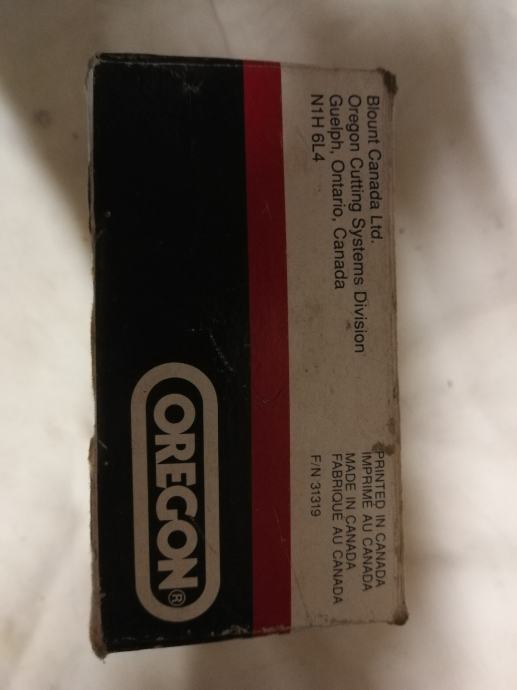 Blount Canada Ltd.
Oregon Cutting Systems Division
Guelph, Ontario, Canada
N1H 6L4
PRINTED IN CANADA
IMPRIMÉ AU CANADA
MADE IN CANADA
FABRIQUE AU CANADA
F/N 31319
OREGON®